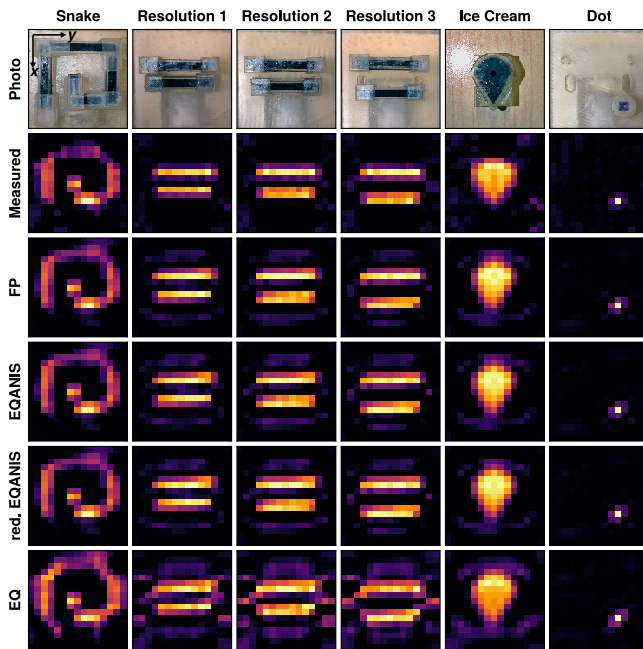 Snake Resolution 1 Resolution 2 Resolution 3 Ice Cream Dot
Photo
y
x
Measured
FP
EQANIS
red. EQANIS
EQ